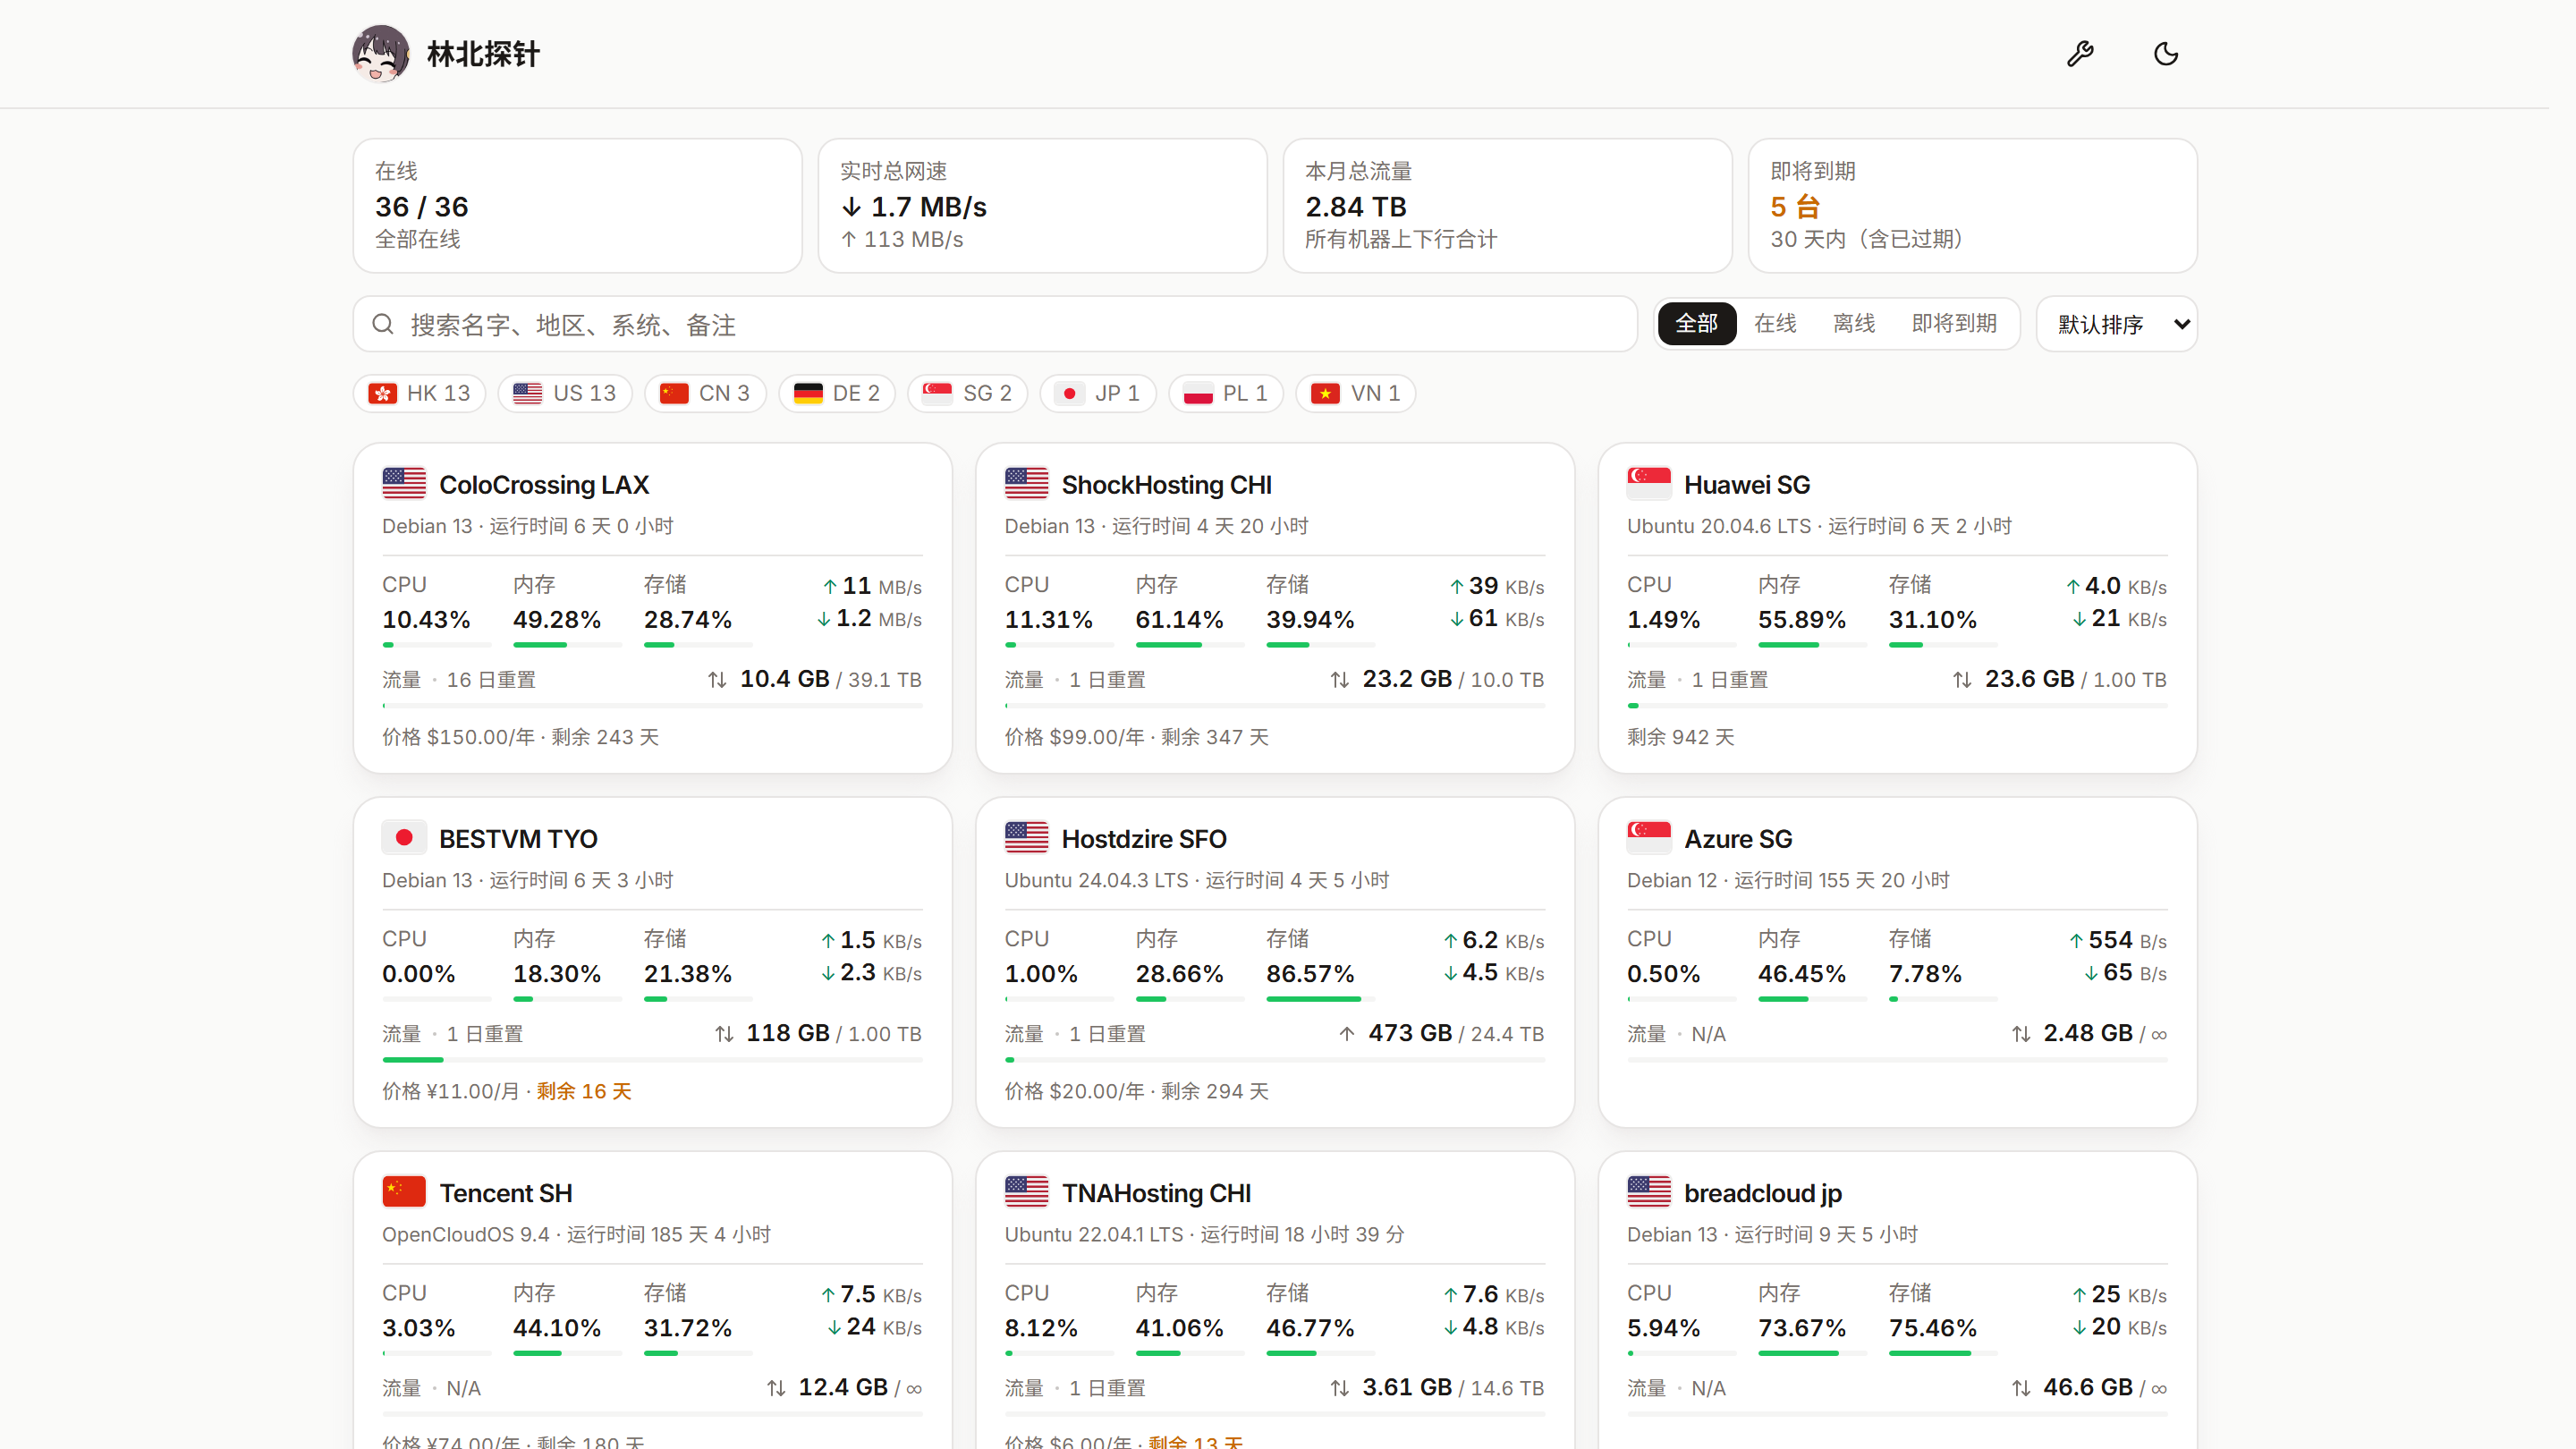 林北探针
在线
36 / 36
全部在线
实时总网速
↓ 1.7 MB/s
↑ 113 MB/s
本月总流量
2.84 TB
所有机器上下行合计
即将到期
5 台
30 天内（含已过期）
搜索名字、地区、系统、备注
全部 在线 离线 即将到期
默认排序
HK 13 US 13 CN 3 DE 2 SG 2 JP 1 PL 1 VN 1
ColoCrossing LAX
Debian 13 · 运行时间 6 天 0 小时
CPU 内存 存储 ↑ 11 MB/s
10.43% 49.28% 28.74% ↓ 1.2 MB/s
流量 · 16 日重置 ↑↓ 10.4 GB / 39.1 TB
价格 $150.00/年 · 剩余 243 天
ShockHosting CHI
Debian 13 · 运行时间 4 天 20 小时
CPU 内存 存储 ↑ 39 KB/s
11.31% 61.14% 39.94% ↓ 61 KB/s
流量 · 1 日重置 ↑↓ 23.2 GB / 10.0 TB
价格 $99.00/年 · 剩余 347 天
Huawei SG
Ubuntu 20.04.6 LTS · 运行时间 6 天 2 小时
CPU 内存 存储 ↑ 4.0 KB/s
1.49% 55.89% 31.10% ↓ 21 KB/s
流量 · 1 日重置 ↑↓ 23.6 GB / 1.00 TB
剩余 942 天
BESTVM TYO
Debian 13 · 运行时间 6 天 3 小时
CPU 内存 存储 ↑ 1.5 KB/s
0.00% 18.30% 21.38% ↓ 2.3 KB/s
流量 · 1 日重置 ↑↓ 118 GB / 1.00 TB
价格 ¥11.00/月 · 剩余 16 天
Hostdzire SFO
Ubuntu 24.04.3 LTS · 运行时间 4 天 5 小时
CPU 内存 存储 ↑ 6.2 KB/s
1.00% 28.66% 86.57% ↓ 4.5 KB/s
流量 · 1 日重置 ↑ 473 GB / 24.4 TB
价格 $20.00/年 · 剩余 294 天
Azure SG
Debian 12 · 运行时间 155 天 20 小时
CPU 内存 存储 ↑ 554 B/s
0.50% 46.45% 7.78% ↓ 65 B/s
流量 · N/A ↑↓ 2.48 GB / ∞
Tencent SH
OpenCloudOS 9.4 · 运行时间 185 天 4 小时
CPU 内存 存储 ↑ 7.5 KB/s
3.03% 44.10% 31.72% ↓ 24 KB/s
流量 · N/A ↑↓ 12.4 GB / ∞
价格 ¥74.00/年 · 剩余 180 天
TNAHosting CHI
Ubuntu 22.04.1 LTS · 运行时间 18 小时 39 分
CPU 内存 存储 ↑ 7.6 KB/s
8.12% 41.06% 46.77% ↓ 4.8 KB/s
流量 · 1 日重置 ↑↓ 3.61 GB / 14.6 TB
价格 $6.00/年 · 剩余 13 天
breadcloud jp
Debian 13 · 运行时间 9 天 5 小时
CPU 内存 存储 ↑ 25 KB/s
5.94% 73.67% 75.46% ↓ 20 KB/s
流量 · N/A ↑↓ 46.6 GB / ∞